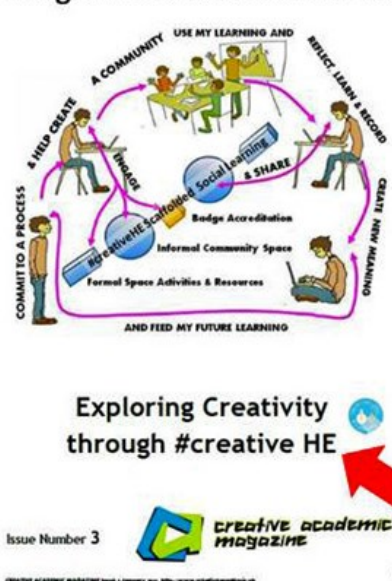 USE MY LEARNING AND
A COMMUNITY
REFLECT, LEARN & RECORD
& HELP CREATE
ENGAGE
#creativeHE Scaffolded Social Learning
& SHARE
Badge Accreditation
COMMIT TO A PROCESS
CREATE NEW MEANING
Informal Community Space
Formal Space Activities & Resources
AND FEED MY FUTURE LEARNING
Exploring Creativity
through #creative HE
Issue Number 3
creative academic
magazine